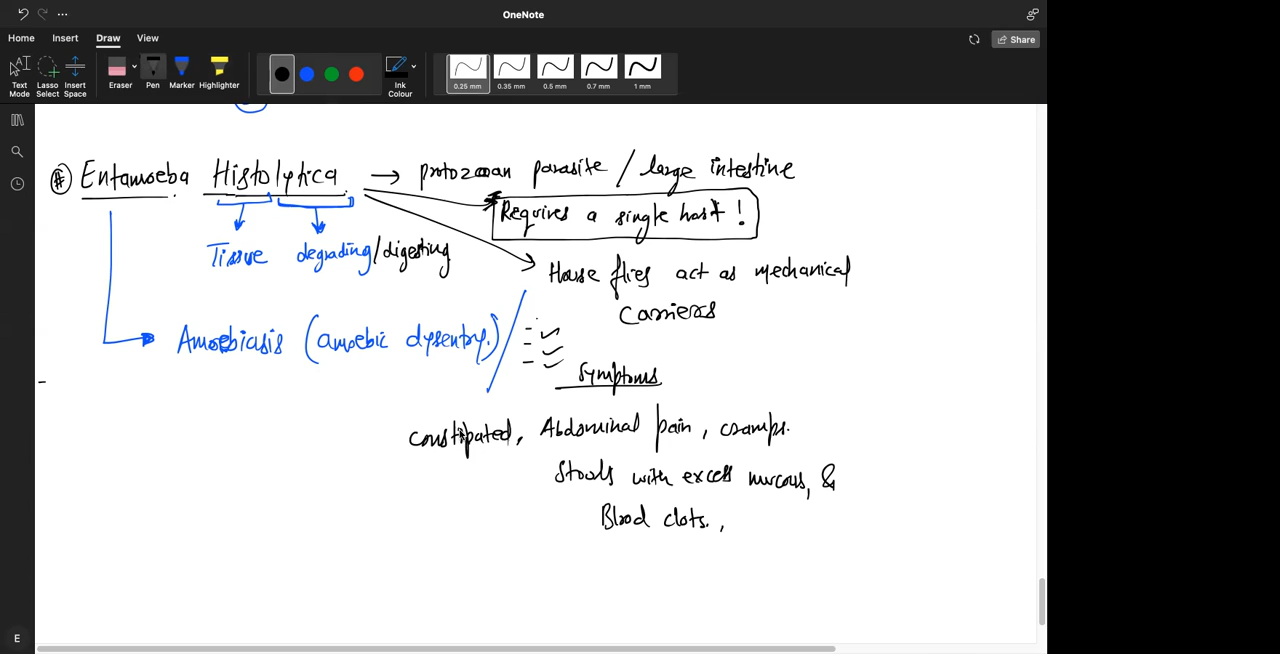 OneNote
Home Insert Draw View
Share
Text Mode
Lasso Select
Insert Space
Eraser
Pen
Marker
Highlighter
Ink Colour
0.25 mm
0.35 mm
0.5 mm
0.7 mm
1 mm
# Entamoeba Histolytica → protozoan parasite / large intestine
Requires a single host !
Tissue degrading/digesting
House flies act as mechanical
carriers
Amoebiasis (amoebic dysentry.)
Symptoms
constipated, Abdominal pain, cramps.
Stools with excess mucous, &
Blood clots.,
E